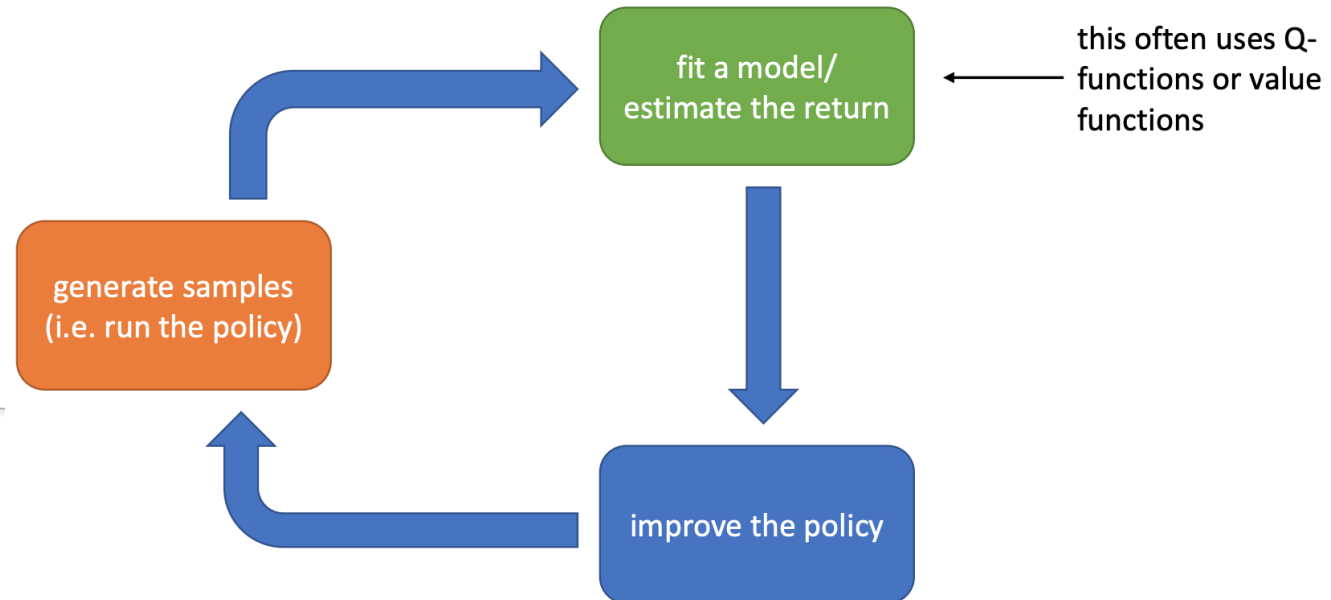 fit a model/
estimate the return
this often uses Q-
functions or value
functions
generate samples
(i.e. run the policy)
improve the policy